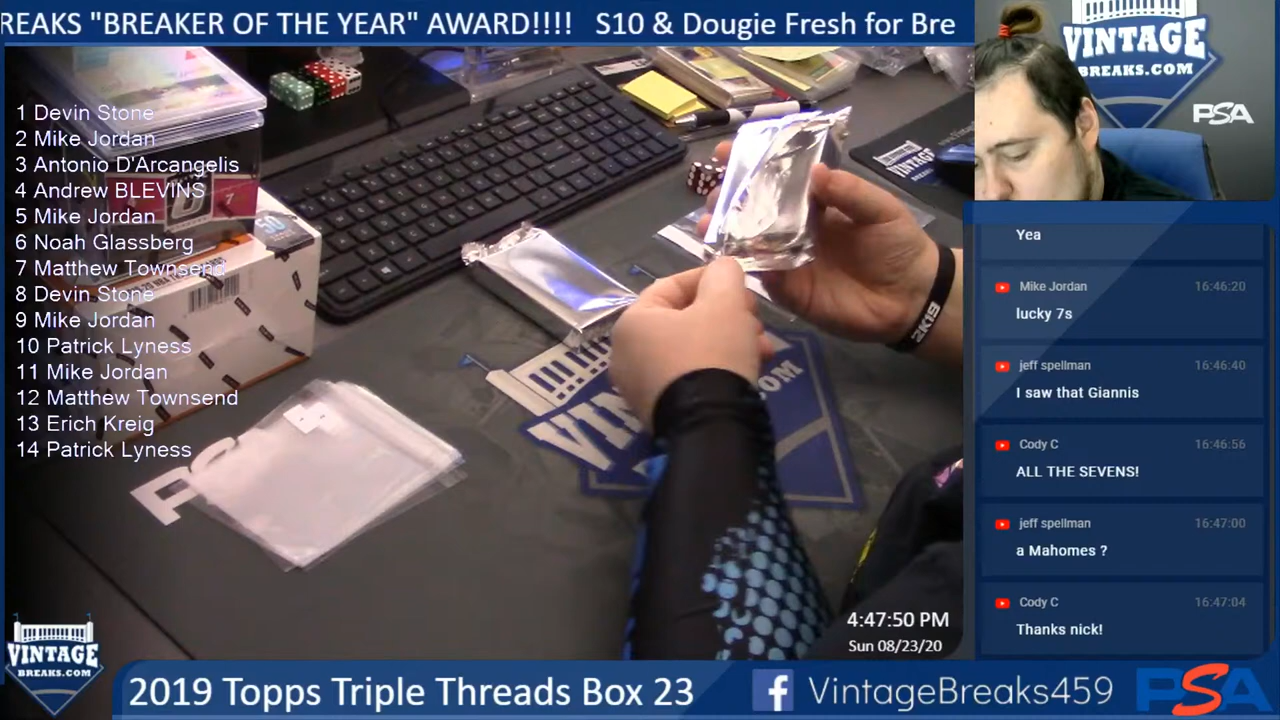 REAKS "BREAKER OF THE YEAR" AWARD!!!! S10 & Dougie Fresh for Bre
VINTAGE
BREAKS.COM
PSA
1 Devin Stone
2 Mike Jordan
3 Antonio D'Arcangelis
4 Andrew BLEVINS
5 Mike Jordan
6 Noah Glassberg
7 Matthew Townsend
8 Devin Stone
9 Mike Jordan
10 Patrick Lyness
11 Mike Jordan
12 Matthew Townsend
13 Erich Kreig
14 Patrick Lyness
7
50
2K19
Yea
Mike Jordan 16:46:20
lucky 7s
jeff spellman 16:46:40
I saw that Giannis
Cody C 16:46:56
ALL THE SEVENS!
jeff spellman 16:47:00
a Mahomes ?
Cody C 16:47:04
Thanks nick!
4:47:50 PM
Sun 08/23/20
VINTAGE
BREAKS.COM
2019 Topps Triple Threads Box 23
f VintageBreaks459
PSA